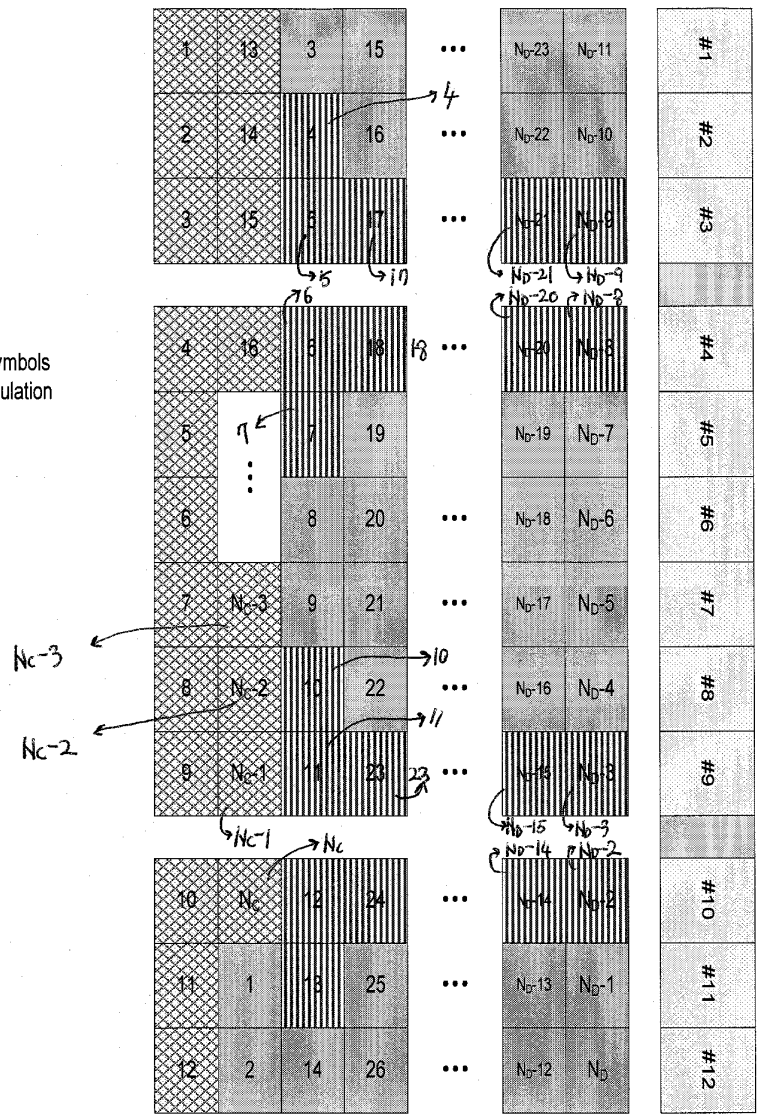 1 13 3 15 ... N_D-23 N_D-11 #1
4
2 14 4 16 ... N_D-22 N_D-10 #2
3 15 5 17 ... N_D-21 N_D-9 #3
5 17 N_D-21 N_D-9
6 N_D-20 N_D-8
4 16 6 18 18 ... N_D-20 N_D-8 #4
ymbols
ulation
5 7 7 19 N_D-19 N_D-7 #5
...
6 8 20 ... N_D-18 N_D-6 #6
7 N_C-3 9 21 N_D-17 N_D-5 #7
N_C-3
8 N_C-2 10 10 22 ... N_D-16 N_D-4 #8
N_C-2
11
9 N_C-1 11 23 23 ... N_D-15 N_D-3 #9
N_C-1 N_C N_D-15 N_D-3
N_D-14 N_D-2
10 N_C 12 24 ... N_D-14 N_D-2 #10
11 1 13 25 ... N_D-13 N_D-1 #11
12 2 14 26 ... N_D-12 N_D #12